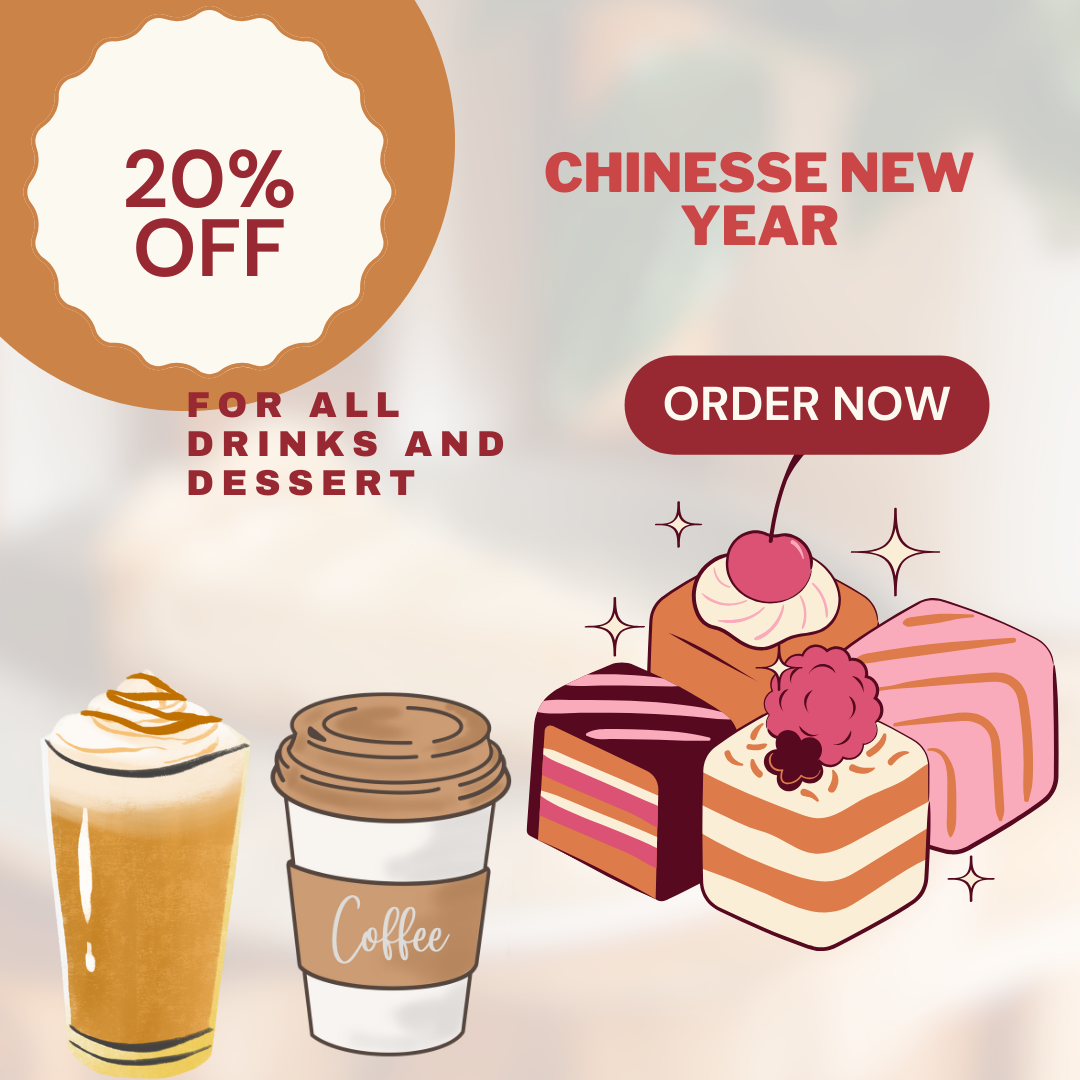 20%
OFF
CHINESSE NEW
YEAR
FOR ALL
DRINKS AND
DESSERT
ORDER NOW
Coffee